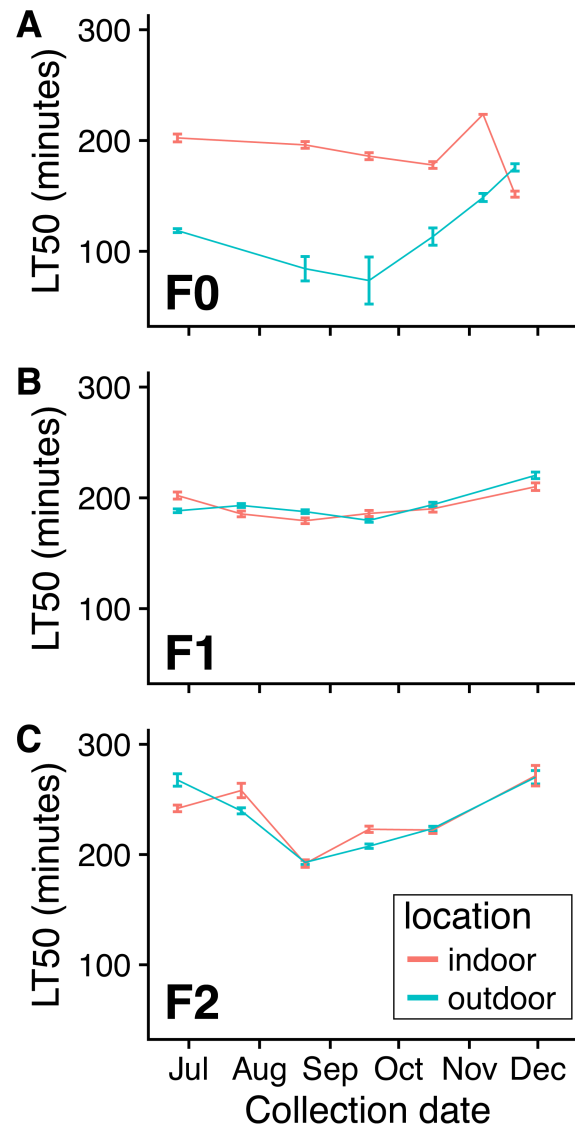 A
300
200
100
LT50 (minutes)
F0
B
300
200
100
LT50 (minutes)
F1
C
300
200
100
LT50 (minutes)
F2
location
indoor
outdoor
Jul Aug Sep Oct Nov Dec
Collection date